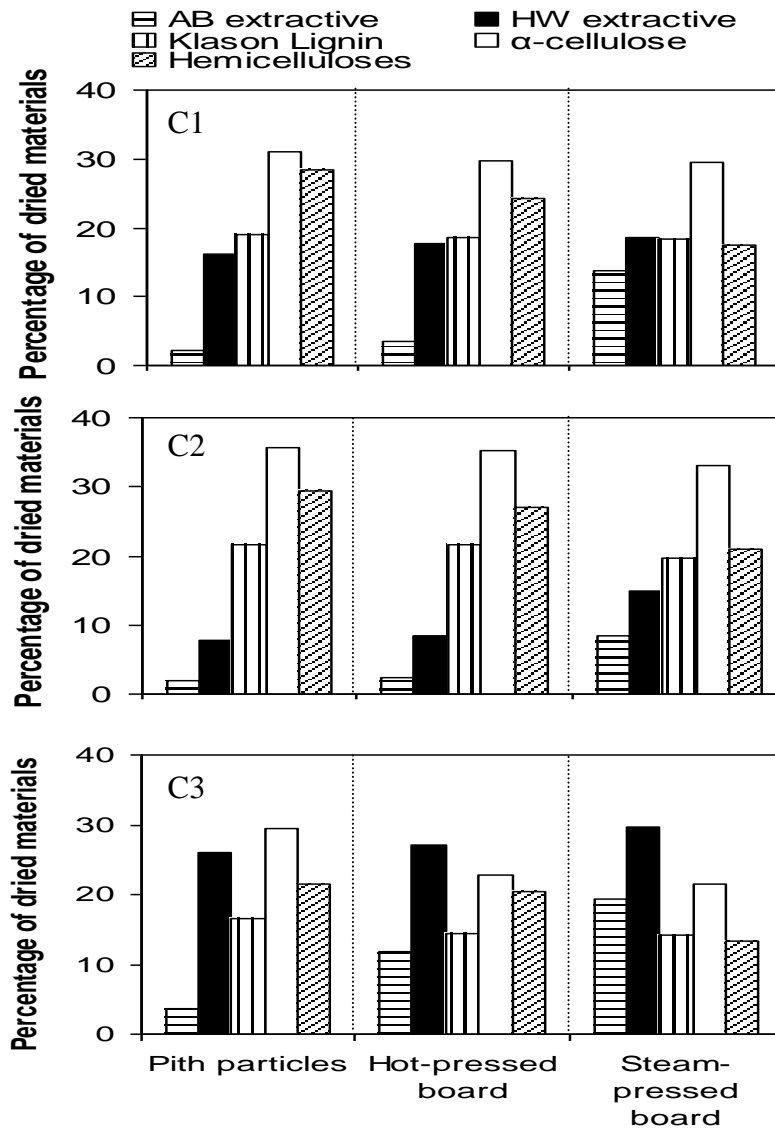 AB extractive HW extractive
Klason Lignin α-cellulose
Hemicelluloses
Percentage of dried materials
40
30
20
10
0
C1
Percentage of dried materials
40
30
20
10
0
C2
Percentage of dried materials
40
30
20
10
0
C3
Pith particles Hot-pressed Steam-
board pressed
board